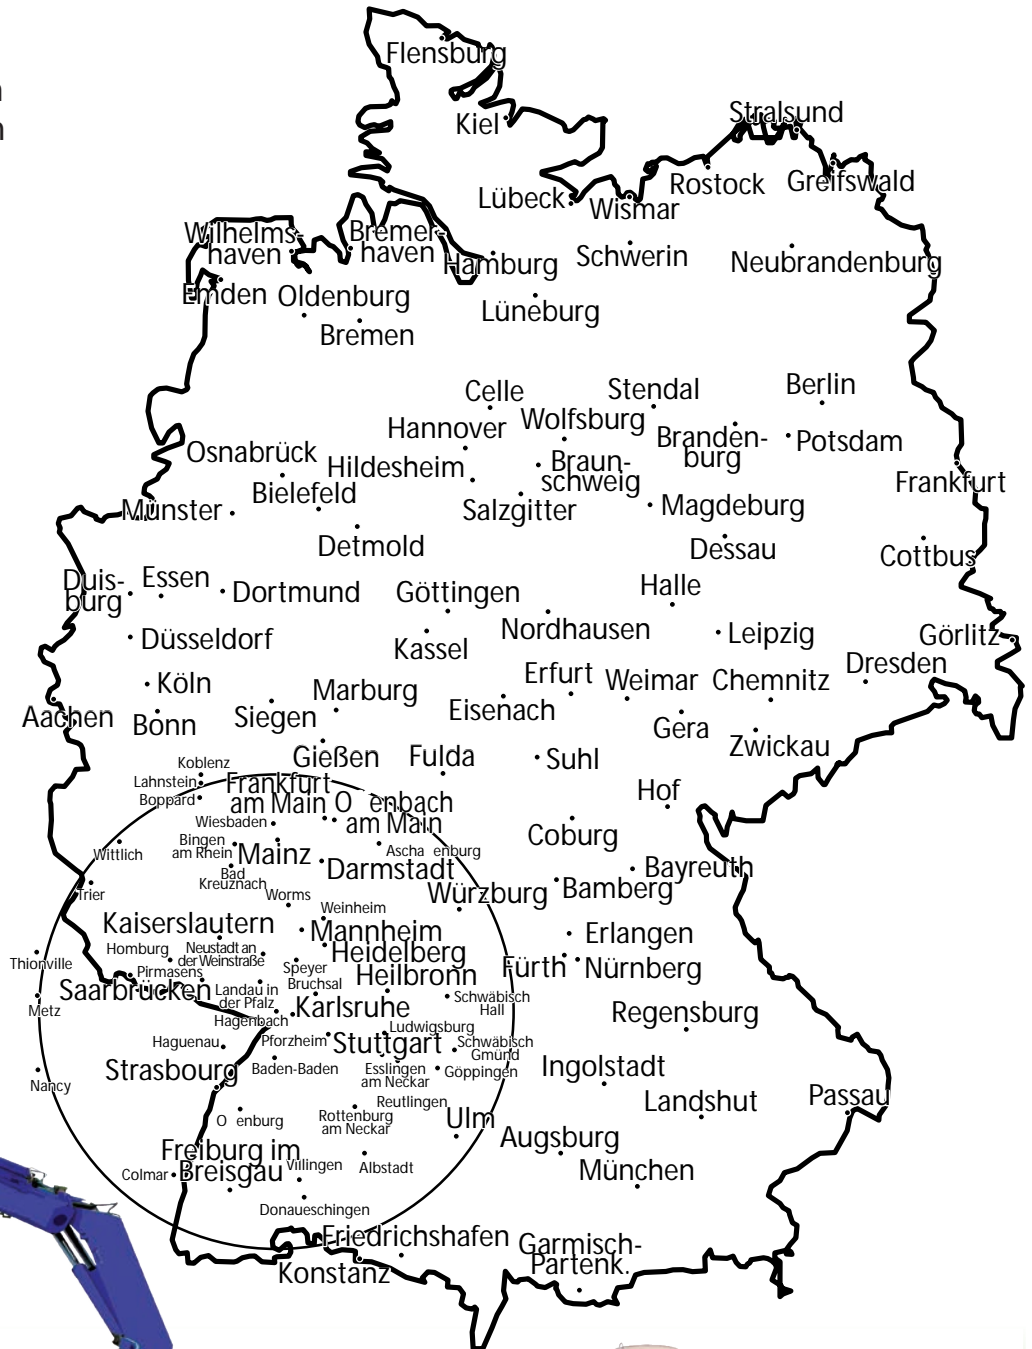 Flensburg
n
n
Kiel
Stralsund
Rostock
Greifswald
Lübeck
Wismar
Wilhelms-
haven
Bremer-
haven
Hamburg
Schwerin
Neubrandenburg
Emden
Oldenburg
Lüneburg
Bremen
Celle
Stendal
Berlin
Hannover
Wolfsburg
Branden-
burg
Potsdam
Osnabrück
Hildesheim
Braun-
schweig
Frankfurt
Bielefeld
Münster
Salzgitter
Magdeburg
Detmold
Dessau
Cottbus
Duis-
burg
Essen
Dortmund
Göttingen
Halle
Düsseldorf
Kassel
Nordhausen
Leipzig
Görlitz
Köln
Marburg
Erfurt
Weimar
Chemnitz
Dresden
Aachen
Bonn
Siegen
Eisenach
Gera
Zwickau
Gießen
Fulda
Suhl
Koblenz
Lahnstein
Boppard
Frankfurt
am Main
O enbach
am Main
Hof
Wiesbaden
Coburg
Wittlich
Bingen
am Rhein
Mainz
Ascha enburg
Darmstadt
Bad
Kreuznach
Bayreuth
Trier
Worms
Würzburg
Bamberg
Weinheim
Kaiserslautern
Mannheim
Erlangen
Homburg
Neustadt an
der Weinstraße
Heidelberg
Thionville
Pirmasens
Speyer
Heilbronn
Fürth
Nürnberg
Saarbrücken
Landau in
der Pfalz
Bruchsal
Metz
Karlsruhe
Schwäbisch
Hall
Regensburg
Hagenbach
Ludwigsburg
Haguenau
Pforzheim
Stuttgart
Schwäbisch
Gmünd
Strasbourg
Baden-Baden
Esslingen
am Neckar
Göppingen
Ingolstadt
Nancy
Reutlingen
Landshut
Passau
O enburg
Rottenburg
am Neckar
Ulm
Augsburg
Freiburg im
Breisgau
Villingen
Albstadt
München
Colmar
Donaueschingen
Friedrichshafen
Garmisch-
Partenk.
Konstanz